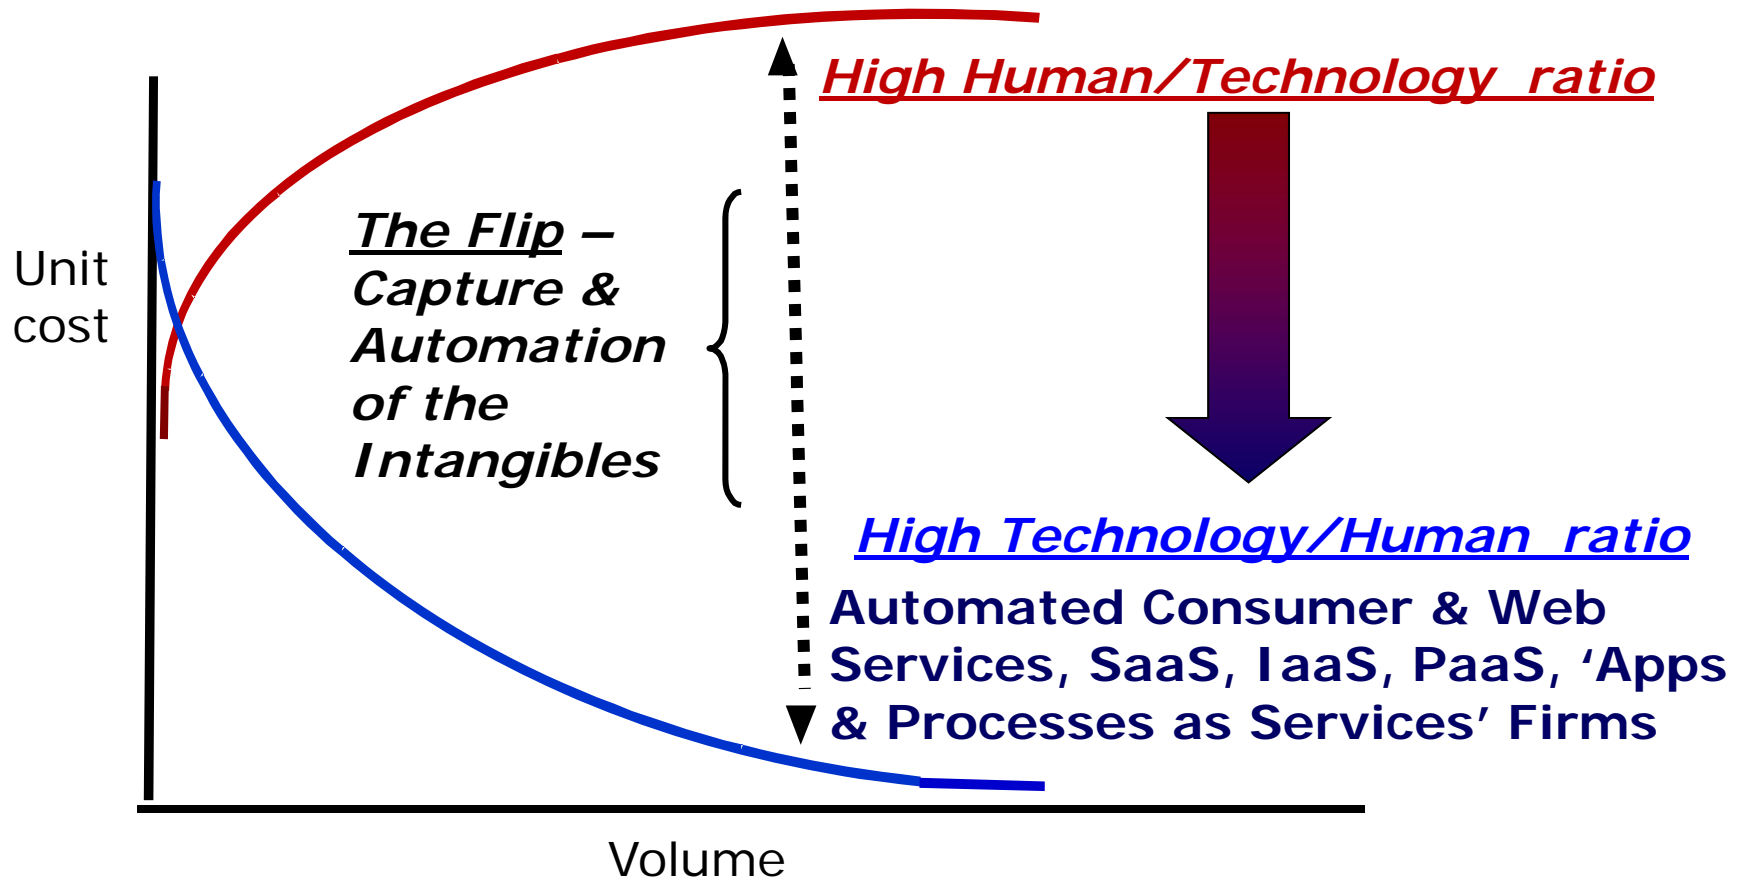 High Human/Technology ratio
The Flip –
Capture &
Automation
of the
Intangibles
Unit
cost
High Technology/Human ratio
Automated Consumer & Web
Services, SaaS, IaaS, PaaS, ‘Apps
& Processes as Services’ Firms
Volume